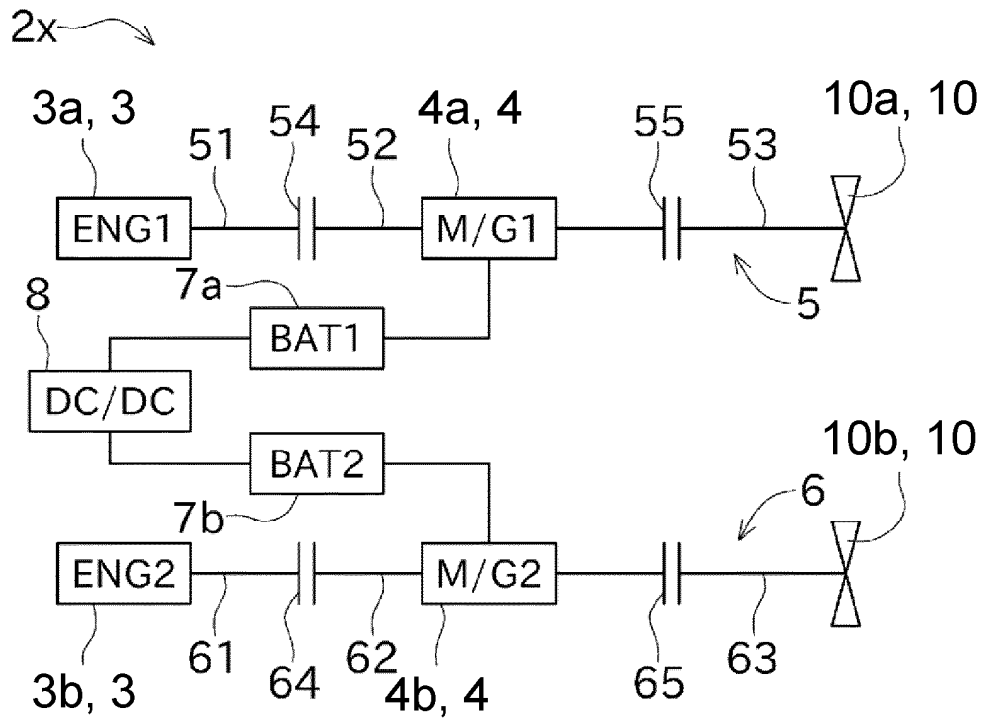 2x
3a, 3
51
54
52
4a, 4
55
53
10a, 10
ENG1
M/G1
7a
5
8
BAT1
DC/DC
BAT2
10b, 10
6
7b
ENG2
M/G2
61
64
62
65
63
3b, 3
4b, 4